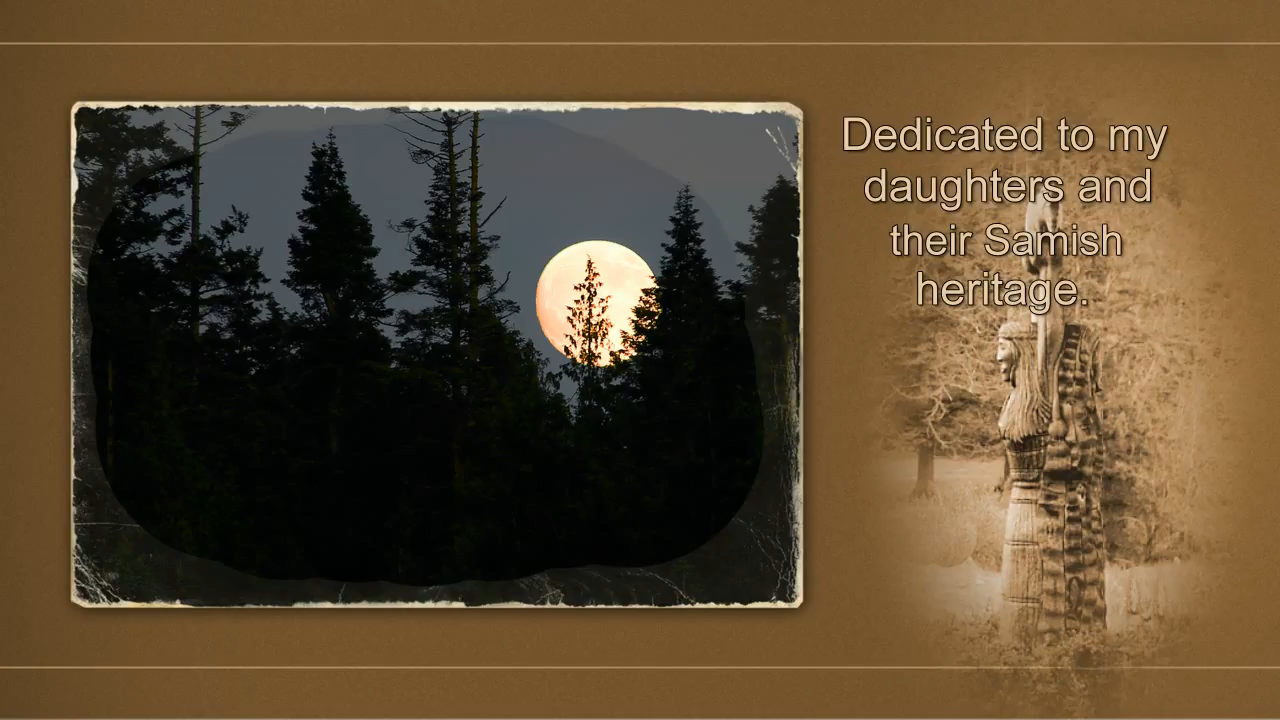 Dedicated to my
daughters and
their Samish
heritage.